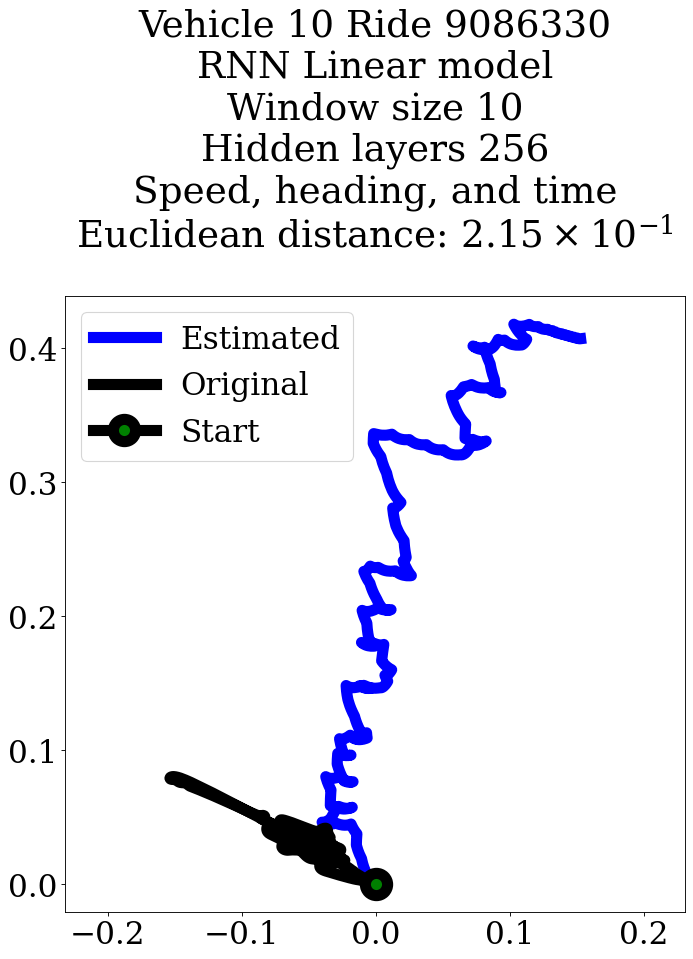 Vehicle 10 Ride 9086330
RNN Linear model
Window size 10
Hidden layers 256
Speed, heading, and time
Euclidean distance: 2.15 × 10⁻¹
Estimated
Original
Start
0.4
0.3
0.2
0.1
0.0
−0.2 −0.1 0.0 0.1 0.2